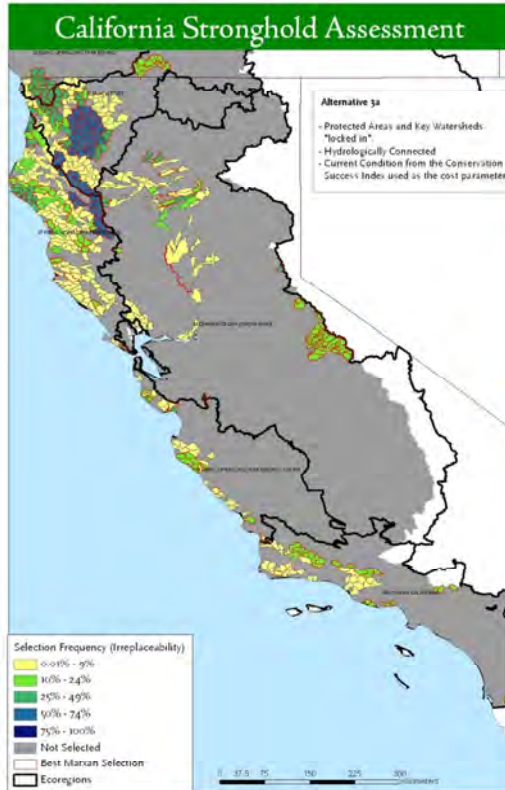 California Stronghold Assessment
Alternative 3a
- Protected Areas and Key Watersheds
"locked in".
- Hydrologically Connected
- Current Condition from the Conservation
Success Index used as the cost parameter
Selection Frequency (Irreplaceability)
0.01% - 9%
10% - 24%
25% - 49%
50% - 74%
75% - 100%
Not Selected
Best Marxan Selection
Ecoregions
0 37.5 75 150 225 300